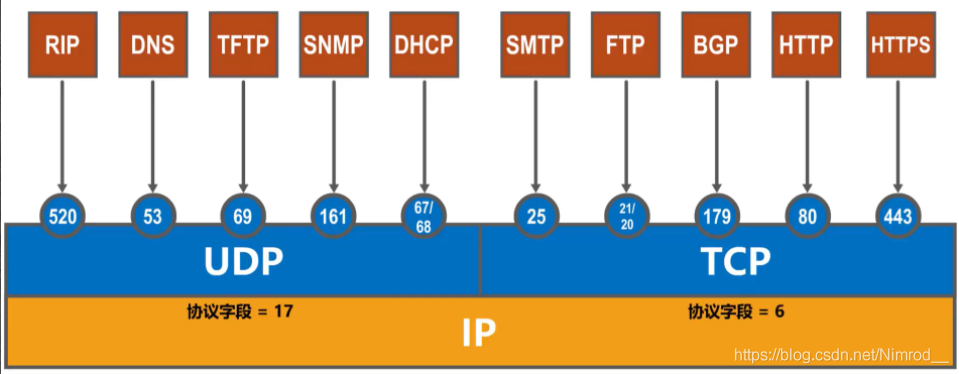 RIP DNS TFTP SNMP DHCP SMTP FTP BGP HTTP HTTPS
520 53 69 161 67/ 25 21/ 179 80 443
68 20
UDP TCP
协议字段 = 17 协议字段 = 6
IP
https://blog.csdn.net/Nimrod__